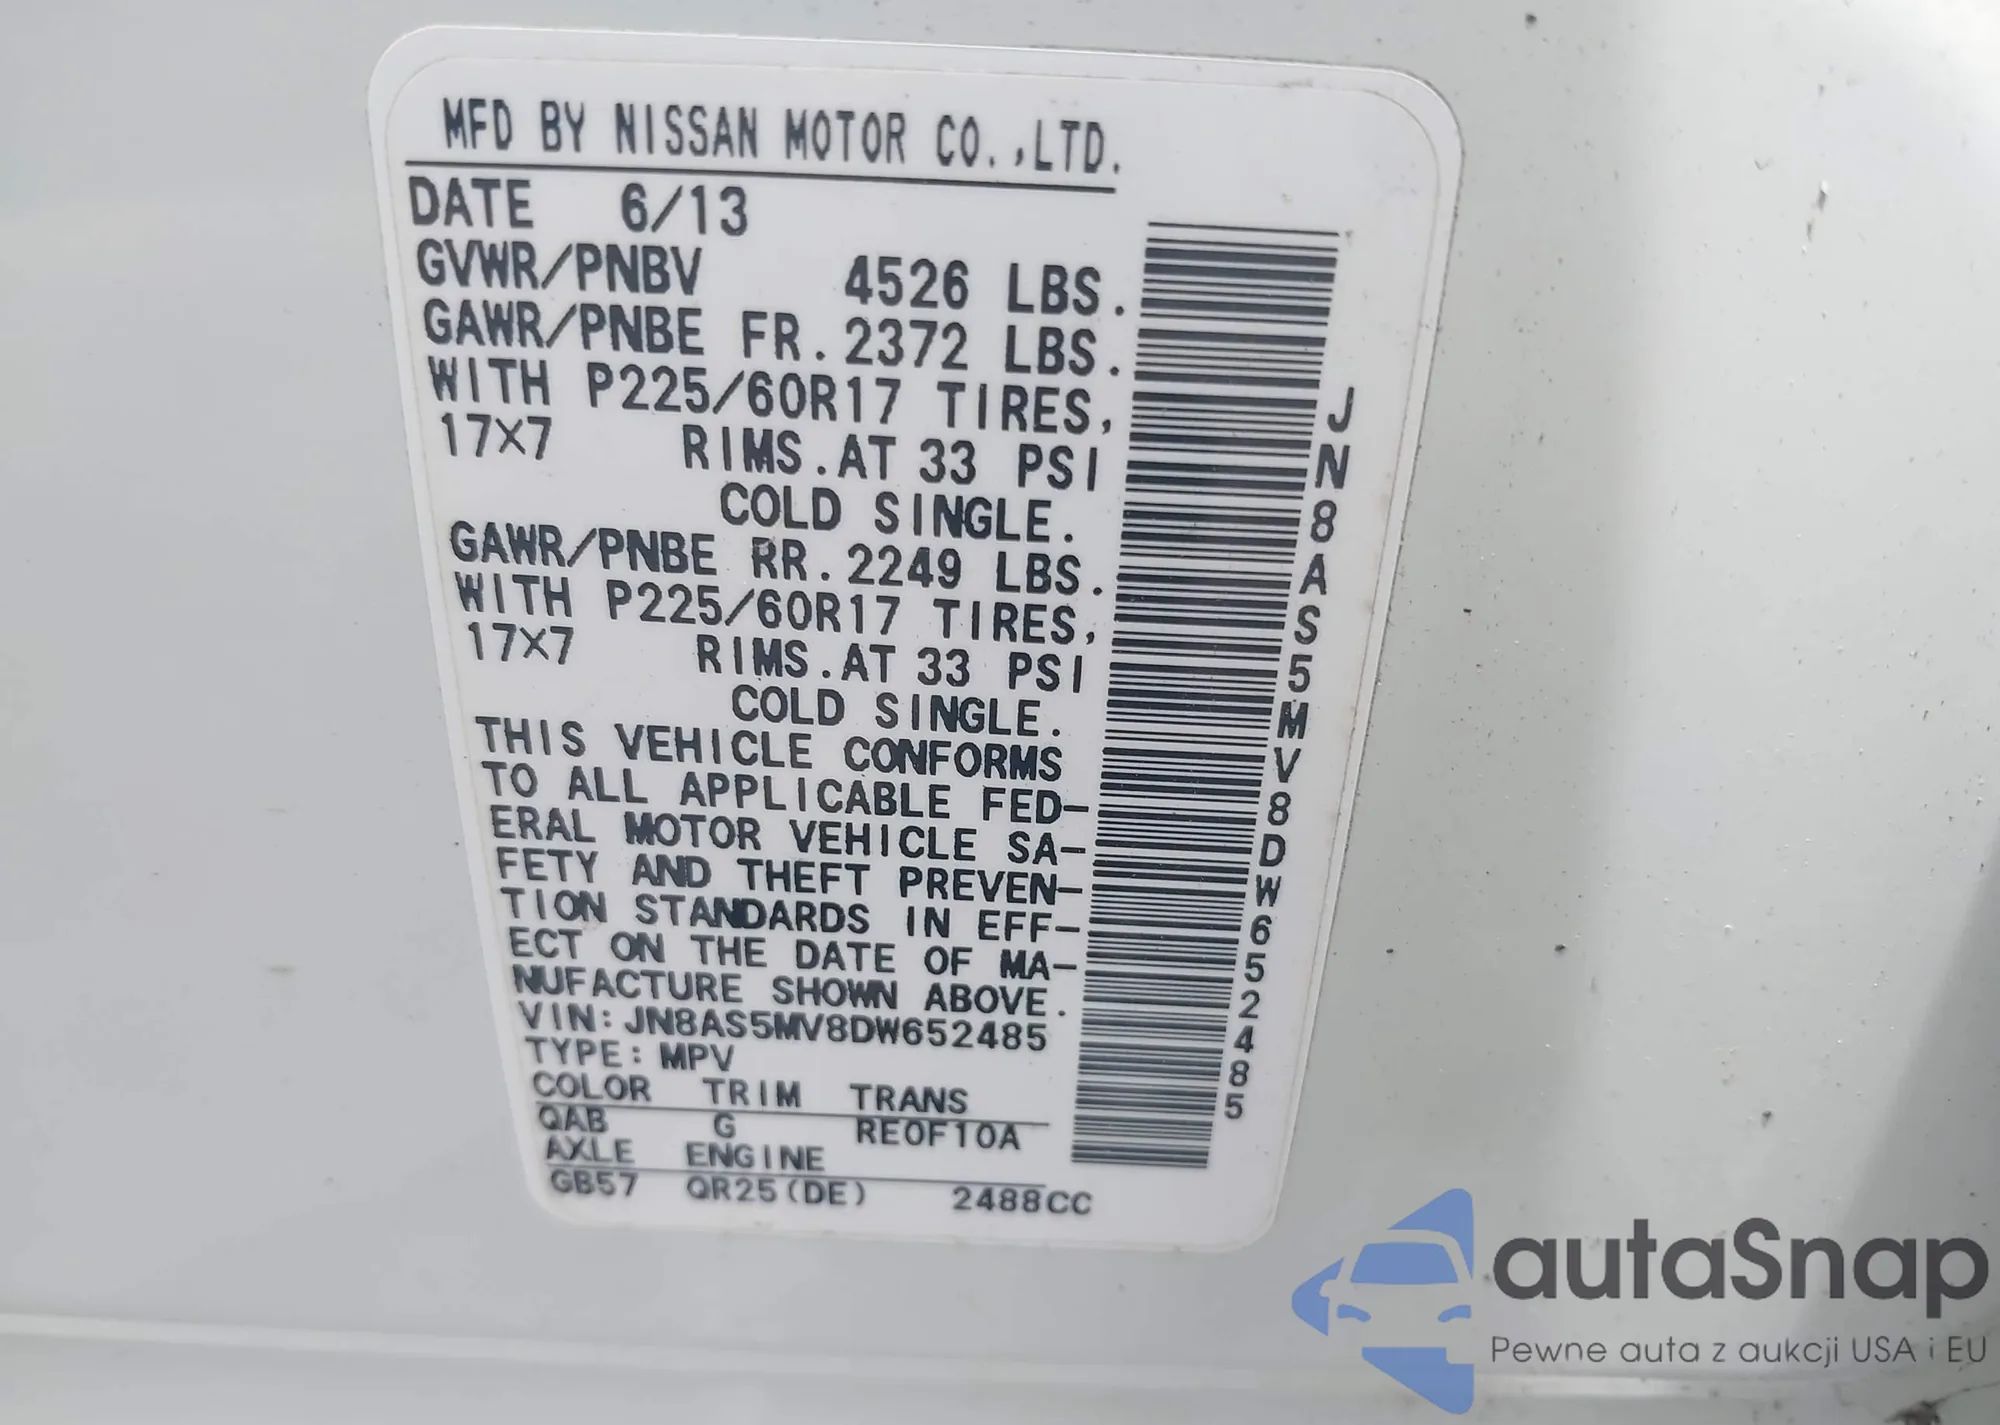 MFD BY NISSAN MOTOR CO.,LTD.
DATE 6/13
GVWR/PNBV 4526 LBS.
GAWR/PNBE FR. 2372 LBS.
WITH P225/60R17 TIRES,
17X7 RIMS.AT 33 PSI
COLD SINGLE.
GAWR/PNBE RR. 2249 LBS.
WITH P225/60R17 TIRES,
17X7 RIMS.AT 33 PSI
COLD SINGLE.
THIS VEHICLE CONFORMS
TO ALL APPLICABLE FED-
ERAL MOTOR VEHICLE SA-
FETY AND THEFT PREVEN-
TION STANDARDS IN EFF-
ECT ON THE DATE OF MA-
NUFACTURE SHOWN ABOVE.
VIN: JN8AS5MV8DW652485
TYPE: MPV
COLOR TRIM TRANS
QAB G RE0F10A
AXLE ENGINE
GB57 QR25(DE) 2488CC
JN8AS5MV8DW652485
autaSnap
Pewne auta z aukcji USA i EU